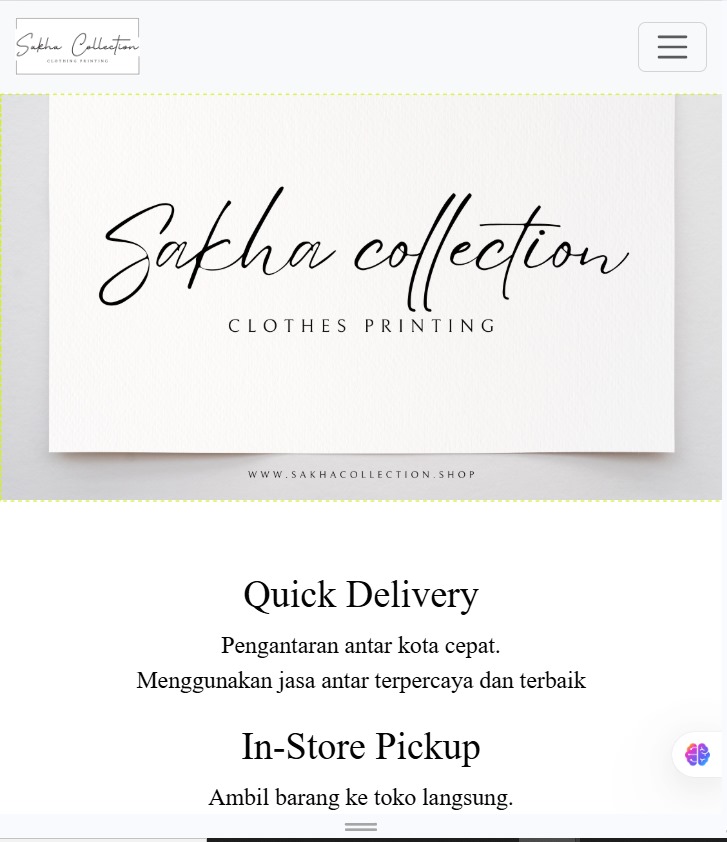 Sakha Collection
CLOTHING PRINTING
Sakha collection
CLOTHES PRINTING
WWW.SAKHACOLLECTION.SHOP
Quick Delivery
Pengantaran antar kota cepat.
Menggunakan jasa antar terpercaya dan terbaik
In-Store Pickup
Ambil barang ke toko langsung.